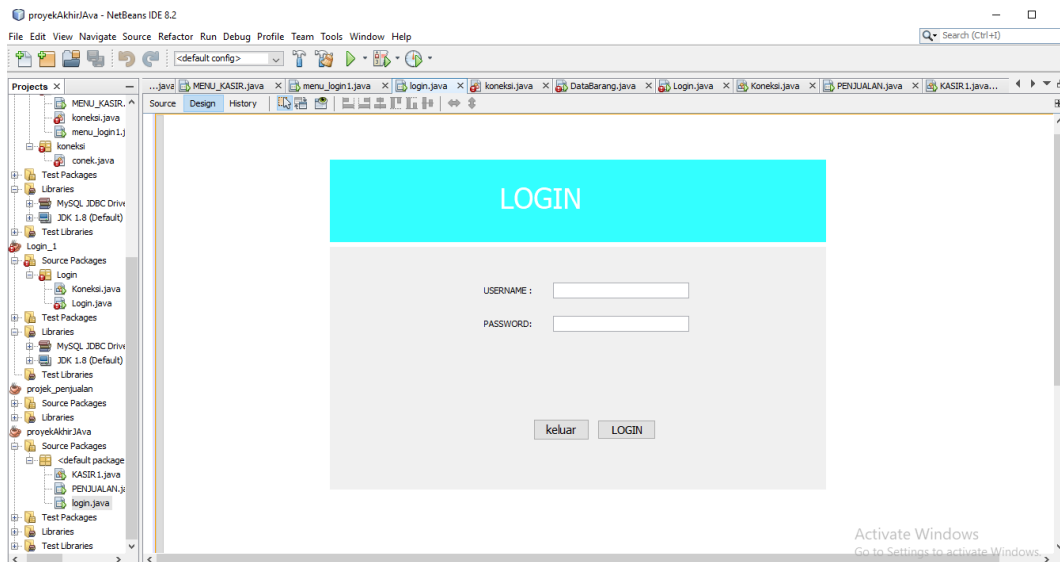 proyekAkhirJAva - NetBeans IDE 8.2
File Edit View Navigate Source Refactor Run Debug Profile Team Tools Window Help
Search (Ctrl+I)
<default config>
Projects
...java MENU_KASIR.java menu_login1.java login.java koneksi.java DataBarang.java Login.java Koneksi.java PENJUALAN.java KASIR1.java...
Source Design History
MENU_KASIR.
koneksi.java
menu_login1.j
koneksi
conek.java
Test Packages
Libraries
MySQL JDBC Drive
JDK 1.8 (Default)
Test Libraries
Login_1
Source Packages
Login
Koneksi.java
Login.java
Test Packages
Libraries
MySQL JDBC Drive
JDK 1.8 (Default)
Test Libraries
projek_penjualan
Source Packages
Libraries
proyekAkhirJAva
Source Packages
<default package
KASIR1.java
PENJUALAN.ja
login.java
Test Packages
Libraries
Test Libraries
LOGIN
USERNAME :
PASSWORD:
keluar LOGIN
Activate Windows
Go to Settings to activate Windows.